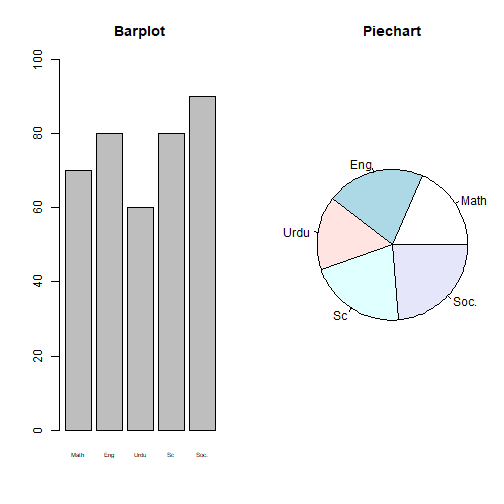 Barplot
100
80
60
40
20
0
Math Eng Urdu Sc Soc.
Piechart
Eng
Math
Urdu
Sc
Soc.